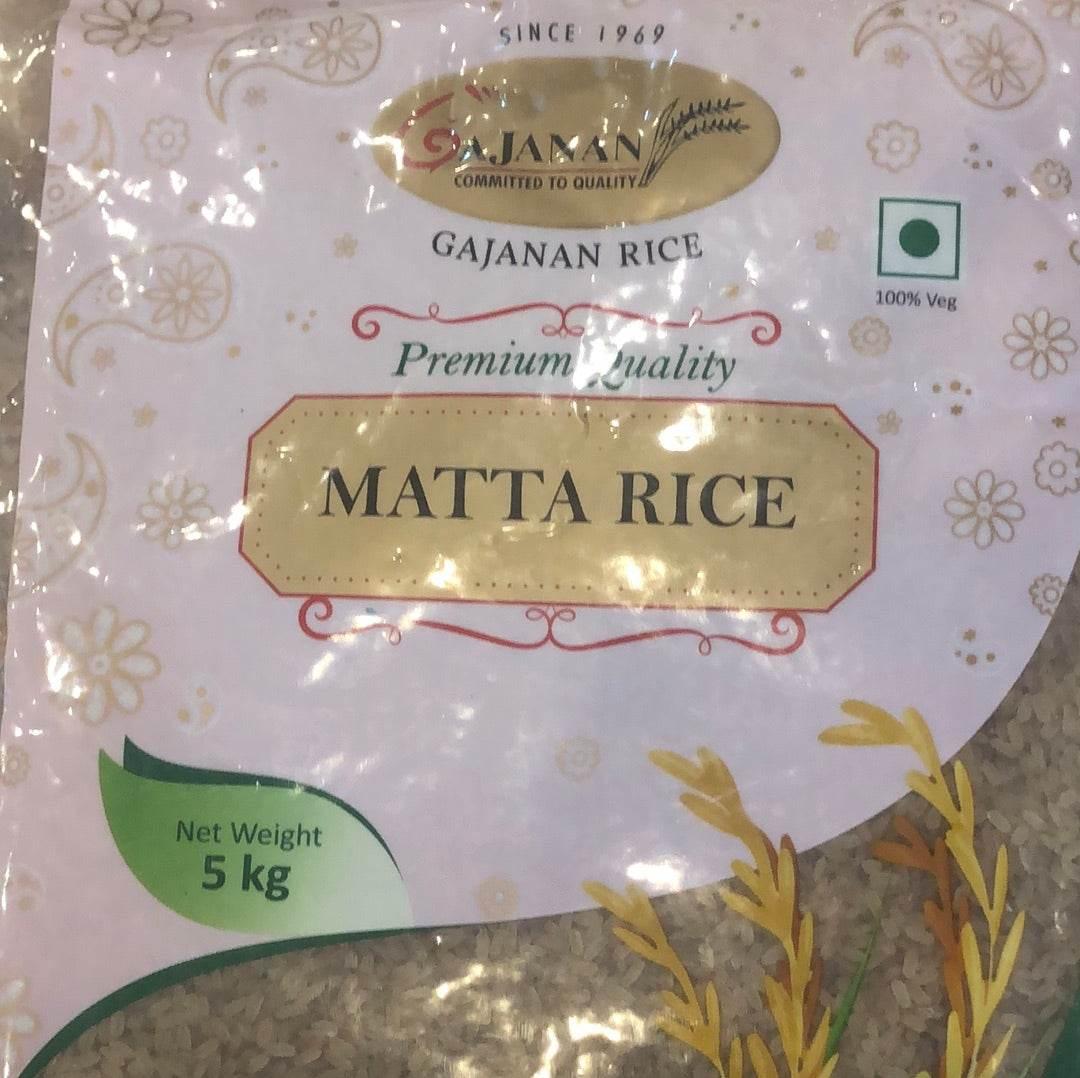 SINCE 1969
GAJANAN
COMMITTED TO QUALITY
GAJANAN RICE
100% Veg
Premium Quality
MATTA RICE
Net Weight
5 kg